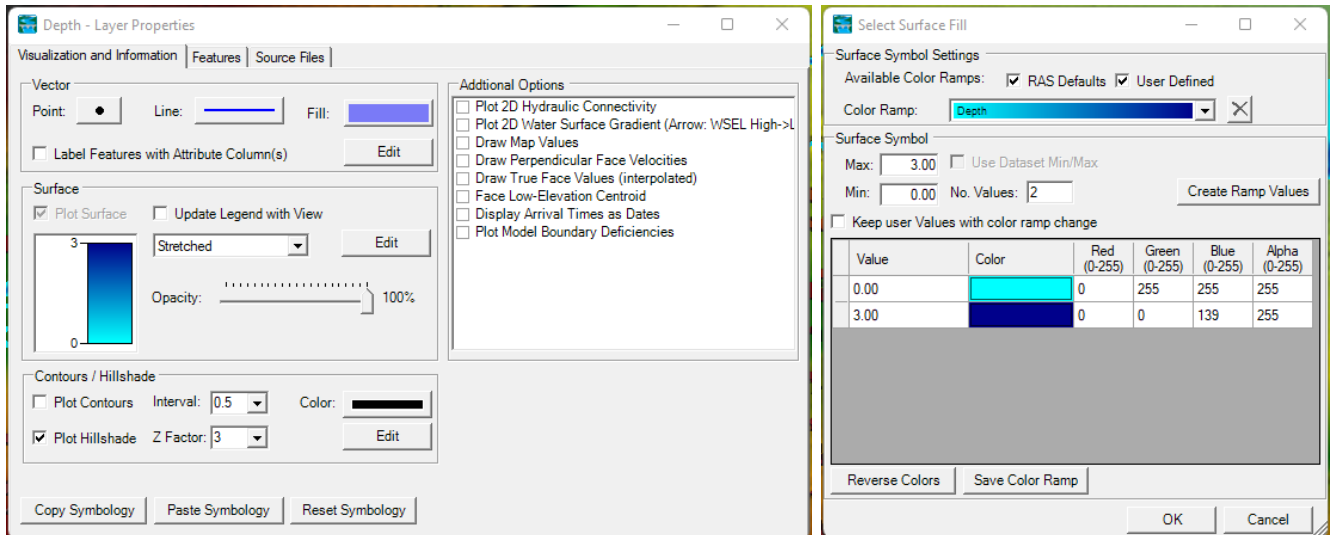 Depth - Layer Properties
Visualization and Information Features Source Files
Vector
Point: Line: Fill:
Label Features with Attribute Column(s) Edit
Surface
Plot Surface Update Legend with View
3
Stretched Edit
Opacity: 100%
0
Contours / Hillshade
Plot Contours Interval: 0.5 Color:
Plot Hillshade Z Factor: 3 Edit
Copy Symbology Paste Symbology Reset Symbology
Addtional Options
Plot 2D Hydraulic Connectivity
Plot 2D Water Surface Gradient (Arrow: WSEL High->L
Draw Map Values
Draw Perpendicular Face Velocities
Draw True Face Values (interpolated)
Face Low-Elevation Centroid
Display Arrival Times as Dates
Plot Model Boundary Deficiencies
Select Surface Fill
Surface Symbol Settings
Available Color Ramps: RAS Defaults User Defined
Color Ramp: Depth
Surface Symbol
Max: 3.00 Use Dataset Min/Max
Min: 0.00 No. Values: 2 Create Ramp Values
Keep user Values with color ramp change
Value Color Red (0-255) Green (0-255) Blue (0-255) Alpha (0-255)
0.00 0 255 255 255
3.00 0 0 139 255
Reverse Colors Save Color Ramp
OK Cancel